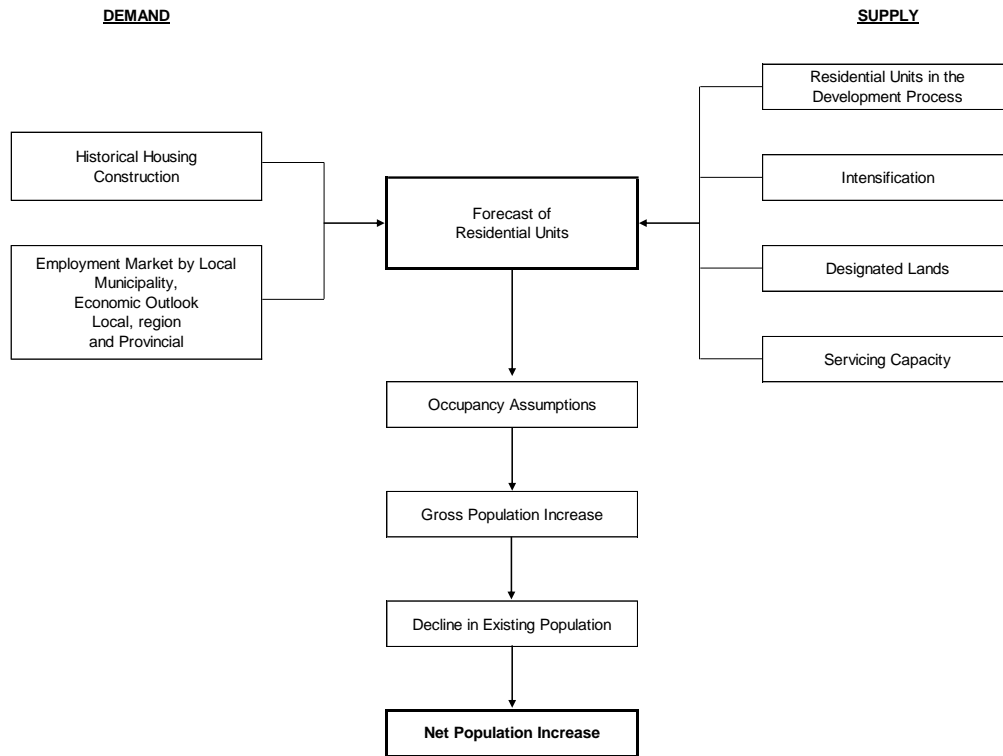 DEMAND
SUPPLY
Residential Units in the
Development Process
Historical Housing
Construction
Intensification
Forecast of
Residential Units
Employment Market by Local
Municipality,
Economic Outlook
Local, region
and Provincial
Designated Lands
Servicing Capacity
Occupancy Assumptions
Gross Population Increase
Decline in Existing Population
Net Population Increase